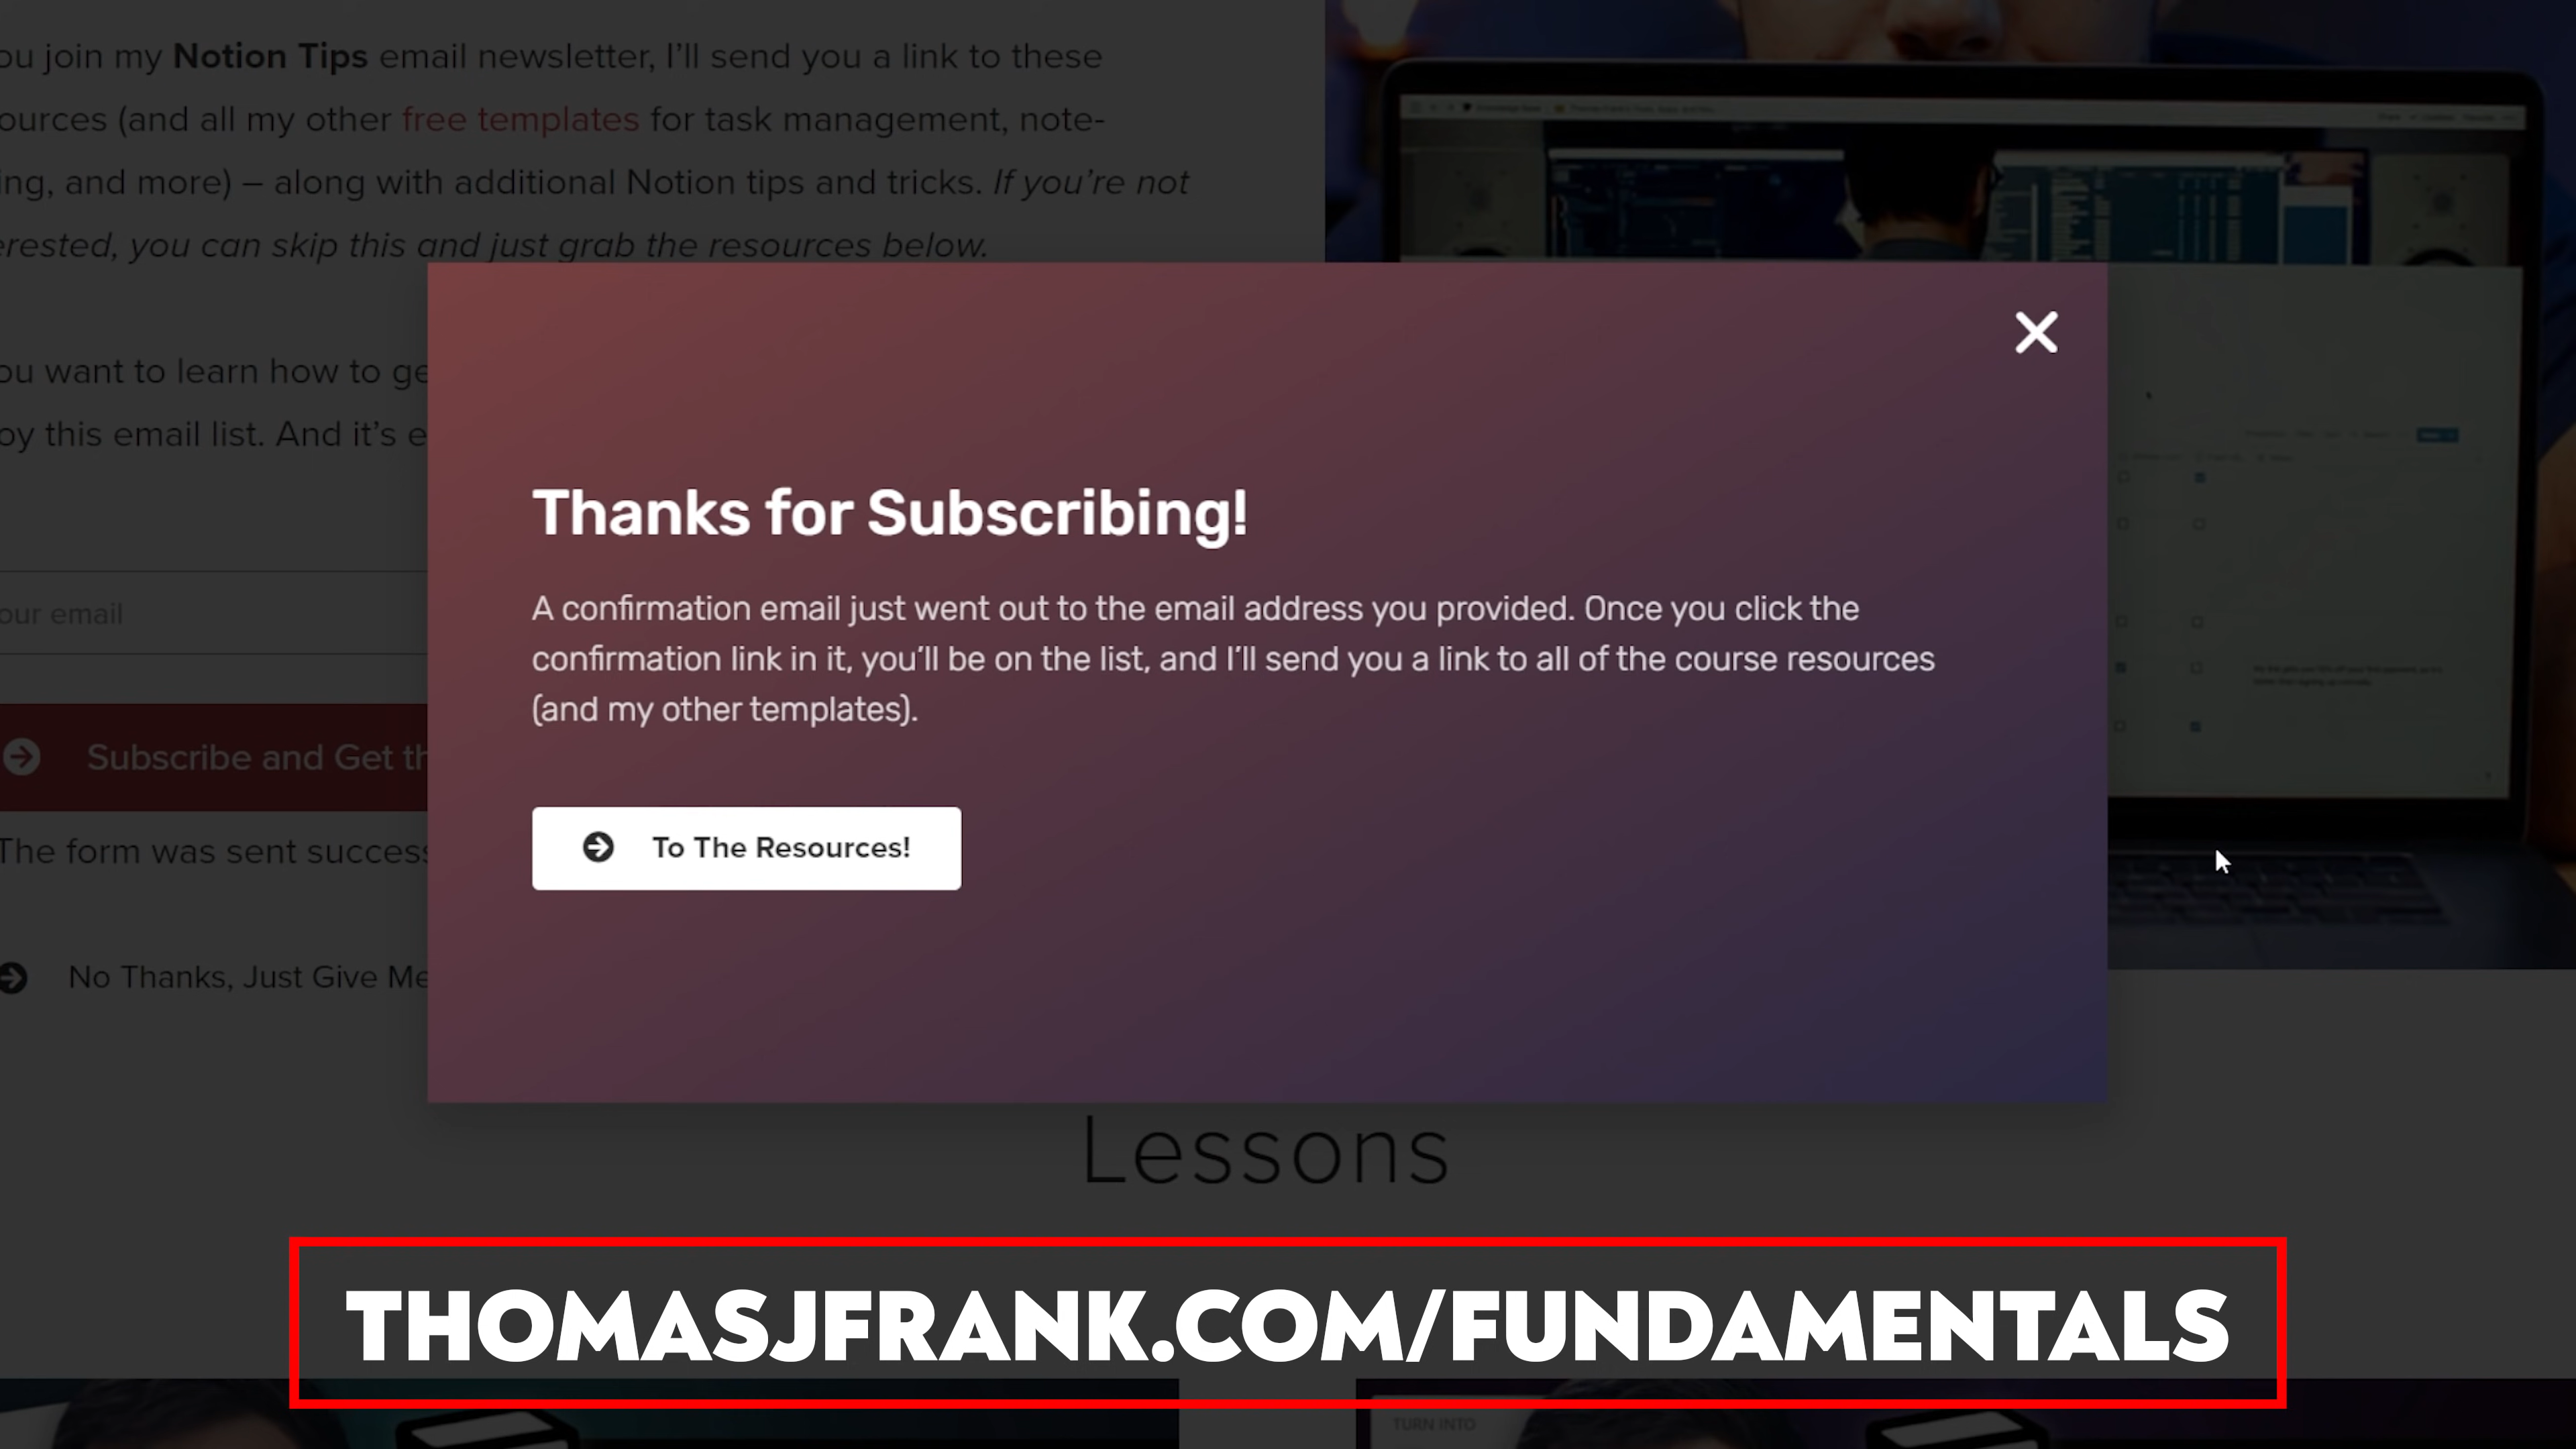 ou join my Notion Tips email newsletter, I'll send you a link to these
ources (and all my other free templates for task management, note-
ing, and more) – along with additional Notion tips and tricks. If you're not
erested, you can skip this and just grab the resources below.
ou want to learn how to ge
oy this email list. And it's e
our email
Subscribe and Get th
The form was sent success
No Thanks, Just Give Me
Thanks for Subscribing!
A confirmation email just went out to the email address you provided. Once you click the
confirmation link in it, you'll be on the list, and I'll send you a link to all of the course resources
(and my other templates).
To The Resources!
Lessons
THOMASJFRANK.COM/FUNDAMENTALS
TURN INTO